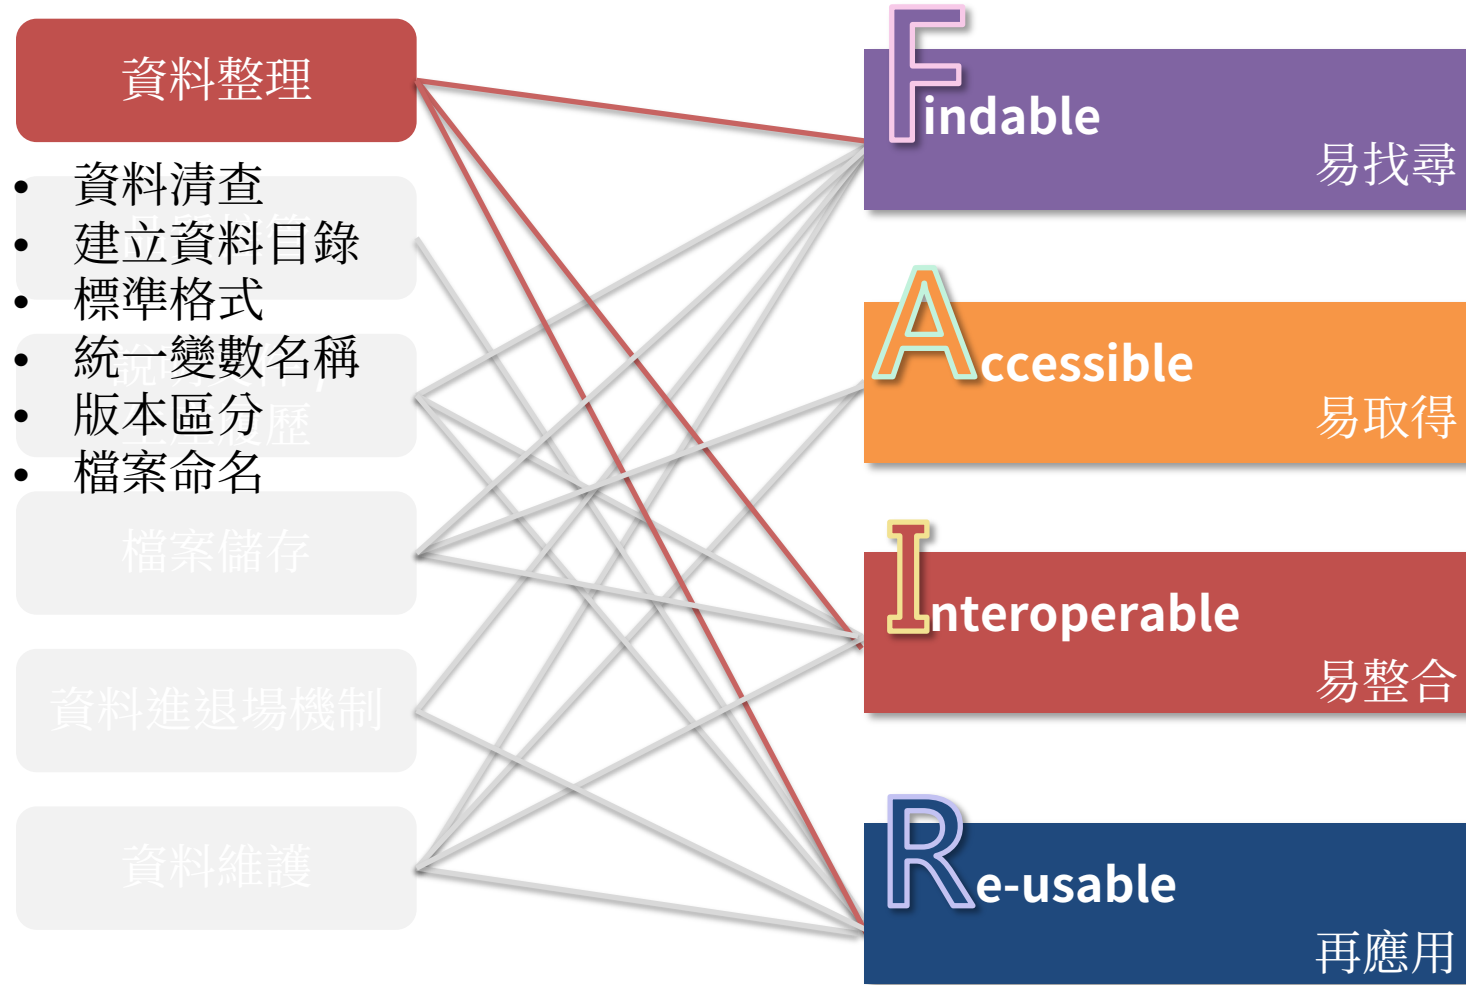 資料整理
• 資料清查
• 建立資料目錄
• 標準格式
• 統一變數名稱
• 版本區分
• 檔案命名
檔案儲存
資料進退場機制
資料維護
Findable
易找尋
Accessible
易取得
Interoperable
易整合
Re-usable
再應用